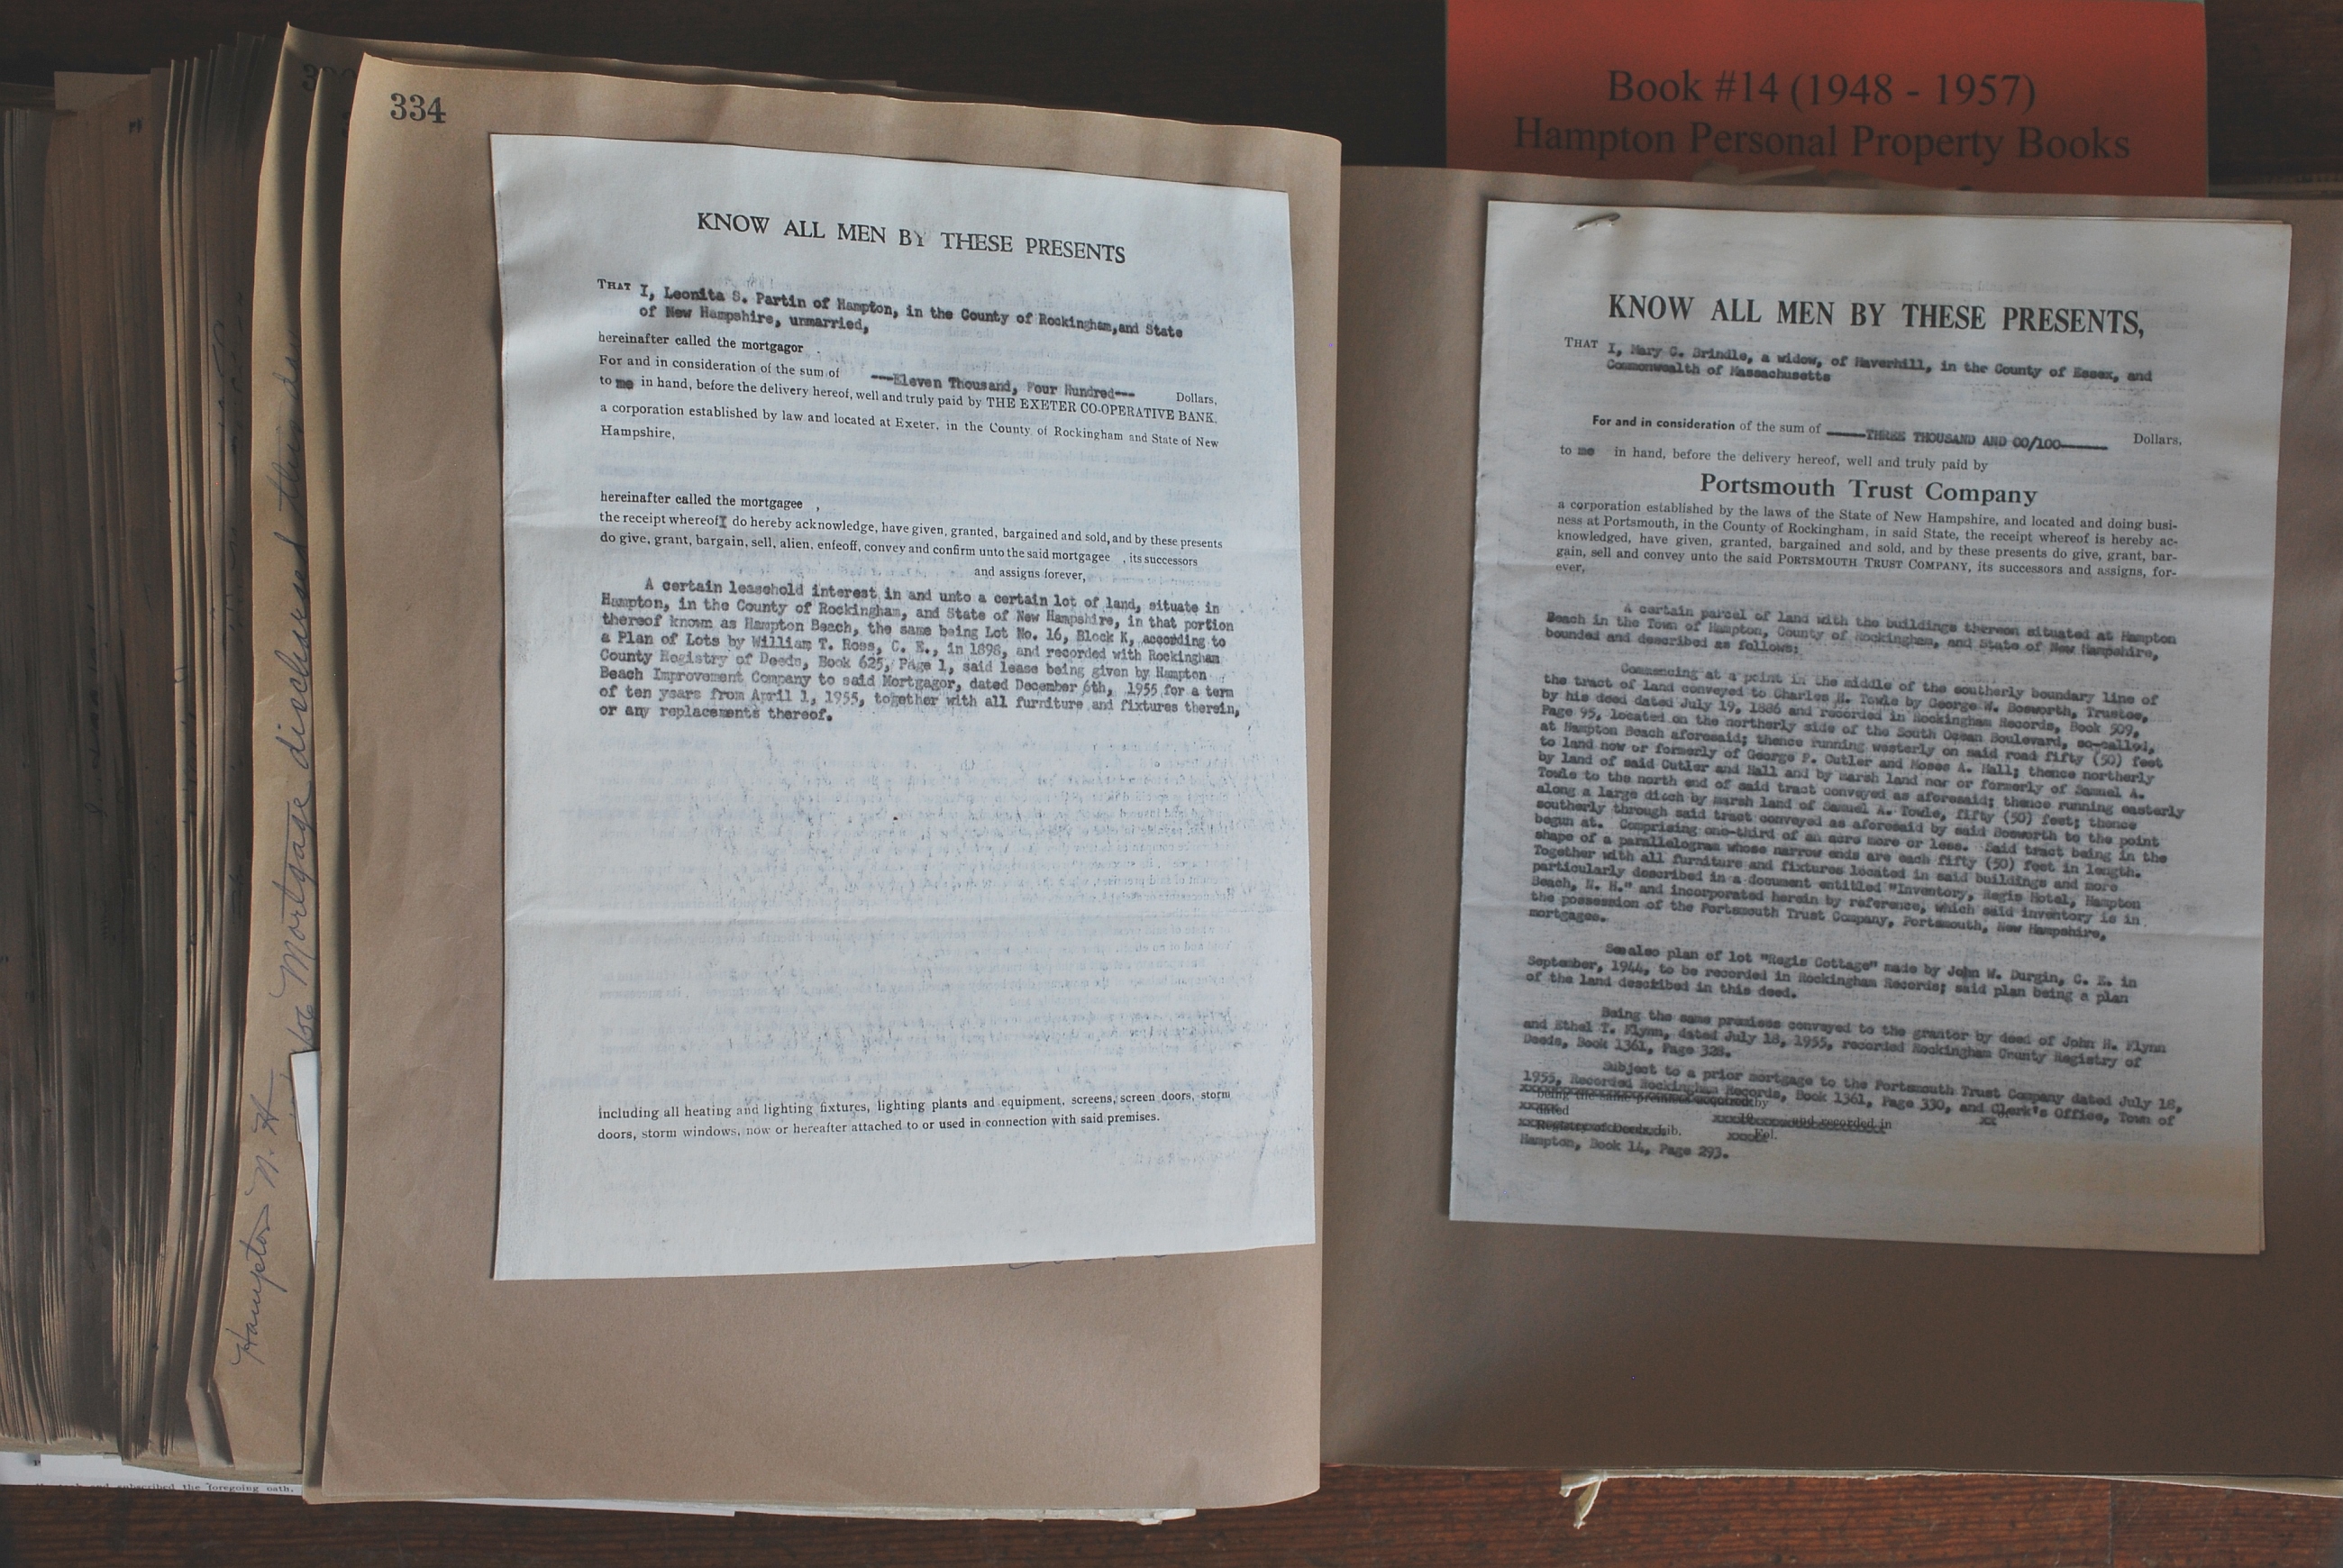 334
Book #14 (1948 - 1957)
Hampton Personal Property Books
Hampton N. H.
Mortgage discharged this
KNOW ALL MEN BY THESE PRESENTS
THAT I, Leonita S. Partin of Hampton, in the County of Rockingham,and State
of New Hampshire, unmarried,
hereinafter called the mortgagor .
For and in consideration of the sum of ---Eleven Thousand, Four Hundred--- Dollars,
to me in hand, before the delivery hereof, well and truly paid by THE EXETER CO-OPERATIVE BANK,
a corporation established by law and located at Exeter, in the County of Rockingham and State of New
Hampshire,
hereinafter called the mortgagee ,
the receipt whereof I do hereby acknowledge, have given, granted, bargained and sold, and by these presents
do give, grant, bargain, sell, alien, enfeoff, convey and confirm unto the said mortgagee , its successors
and assigns forever,
A certain leasehold interest in and unto a certain lot of land, situate in
Hampton, in the County of Rockingham, and State of New Hampshire, in that portion
thereof known as Hampton Beach, the same being Lot No. 16, Block K, according to
a Plan of Lots by William T. Ross, C. E., in 1898, and recorded with Rockingham
County Registry of Deeds, Book 625, Page 1, said lease being given by Hampton
Beach Improvement Company to said Mortgagor, dated December 6th, 1955 for a term
of ten years from April 1, 1955, together with all furniture and fixtures therein,
or any replacements thereof.
including all heating and lighting fixtures, lighting plants and equipment, screens, screen doors, storm
doors, storm windows, now or hereafter attached to or used in connection with said premises.
subscribed the foregoing oath.
KNOW ALL MEN BY THESE PRESENTS,
THAT I, Mary C. Brindle, a widow, of Haverhill, in the County of Essex, and
Commonwealth of Massachusetts
For and in consideration of the sum of -----THREE THOUSAND AND 00/100----- Dollars,
to me in hand, before the delivery hereof, well and truly paid by
Portsmouth Trust Company
a corporation established by the laws of the State of New Hampshire, and located and doing busi-
ness at Portsmouth, in the County of Rockingham, in said State, the receipt whereof is hereby ac-
knowledged, have given, granted, bargained and sold, and by these presents do give, grant, bar-
gain, sell and convey unto the said PORTSMOUTH TRUST COMPANY, its successors and assigns, for-
ever,
A certain parcel of land with the buildings thereon situated at Hampton
Beach in the Town of Hampton, County of Rockingham, and State of New Hampshire,
bounded and described as follows:
Commencing at a point in the middle of the southerly boundary line of
the tract of land conveyed to Charles H. Towle by George W. Bosworth, Trustee,
by his deed dated July 19, 1886 and recorded in Rockingham Records, Book 509,
Page 95, located on the northerly side of the South Ocean Boulevard, so-called,
at Hampton Beach aforesaid; thence running westerly on said road fifty (50) feet
to land now or formerly of George P. Cutler and Moses A. Hall; thence northerly
by land of said Cutler and Hall and by marsh land nor or formerly of Samuel A.
Towle to the north end of said tract conveyed as aforesaid; thence running easterly
along a large ditch by marsh land of Samuel A. Towle, fifty (50) feet; thence
southerly through said tract conveyed as aforesaid by said Bosworth to the point
begun at. Comprising one-third of an acre more or less. Said tract being in the
shape of a parallelogram whose narrow ends are each fifty (50) feet in length.
Together with all furniture and fixtures located in said buildings and more
particularly described in a document entitled "Inventory, Regis Hotel, Hampton
Beach, N. H." and incorporated herein by reference, which said inventory is in
the possession of the Portsmouth Trust Company, Portsmouth, New Hampshire,
mortgagee.
See also plan of lot "Regis Cottage" made by John W. Durgin, C. E. in
September, 1944, to be recorded in Rockingham Records; said plan being a plan
of the land described in this deed.
Being the same premises conveyed to the grantor by deed of John H. Flynn
and Ethel T. Flynn, dated July 18, 1955, recorded Rockingham County Registry of
Deeds, Book 1361, Page 328.
Subject to a prior mortgage to the Portsmouth Trust Company dated July 18,
1955, Recorded Rockingham Records, Book 1361, Page 330, and Clerk's Office, Town of
Hampton, Book 14, Page 293.